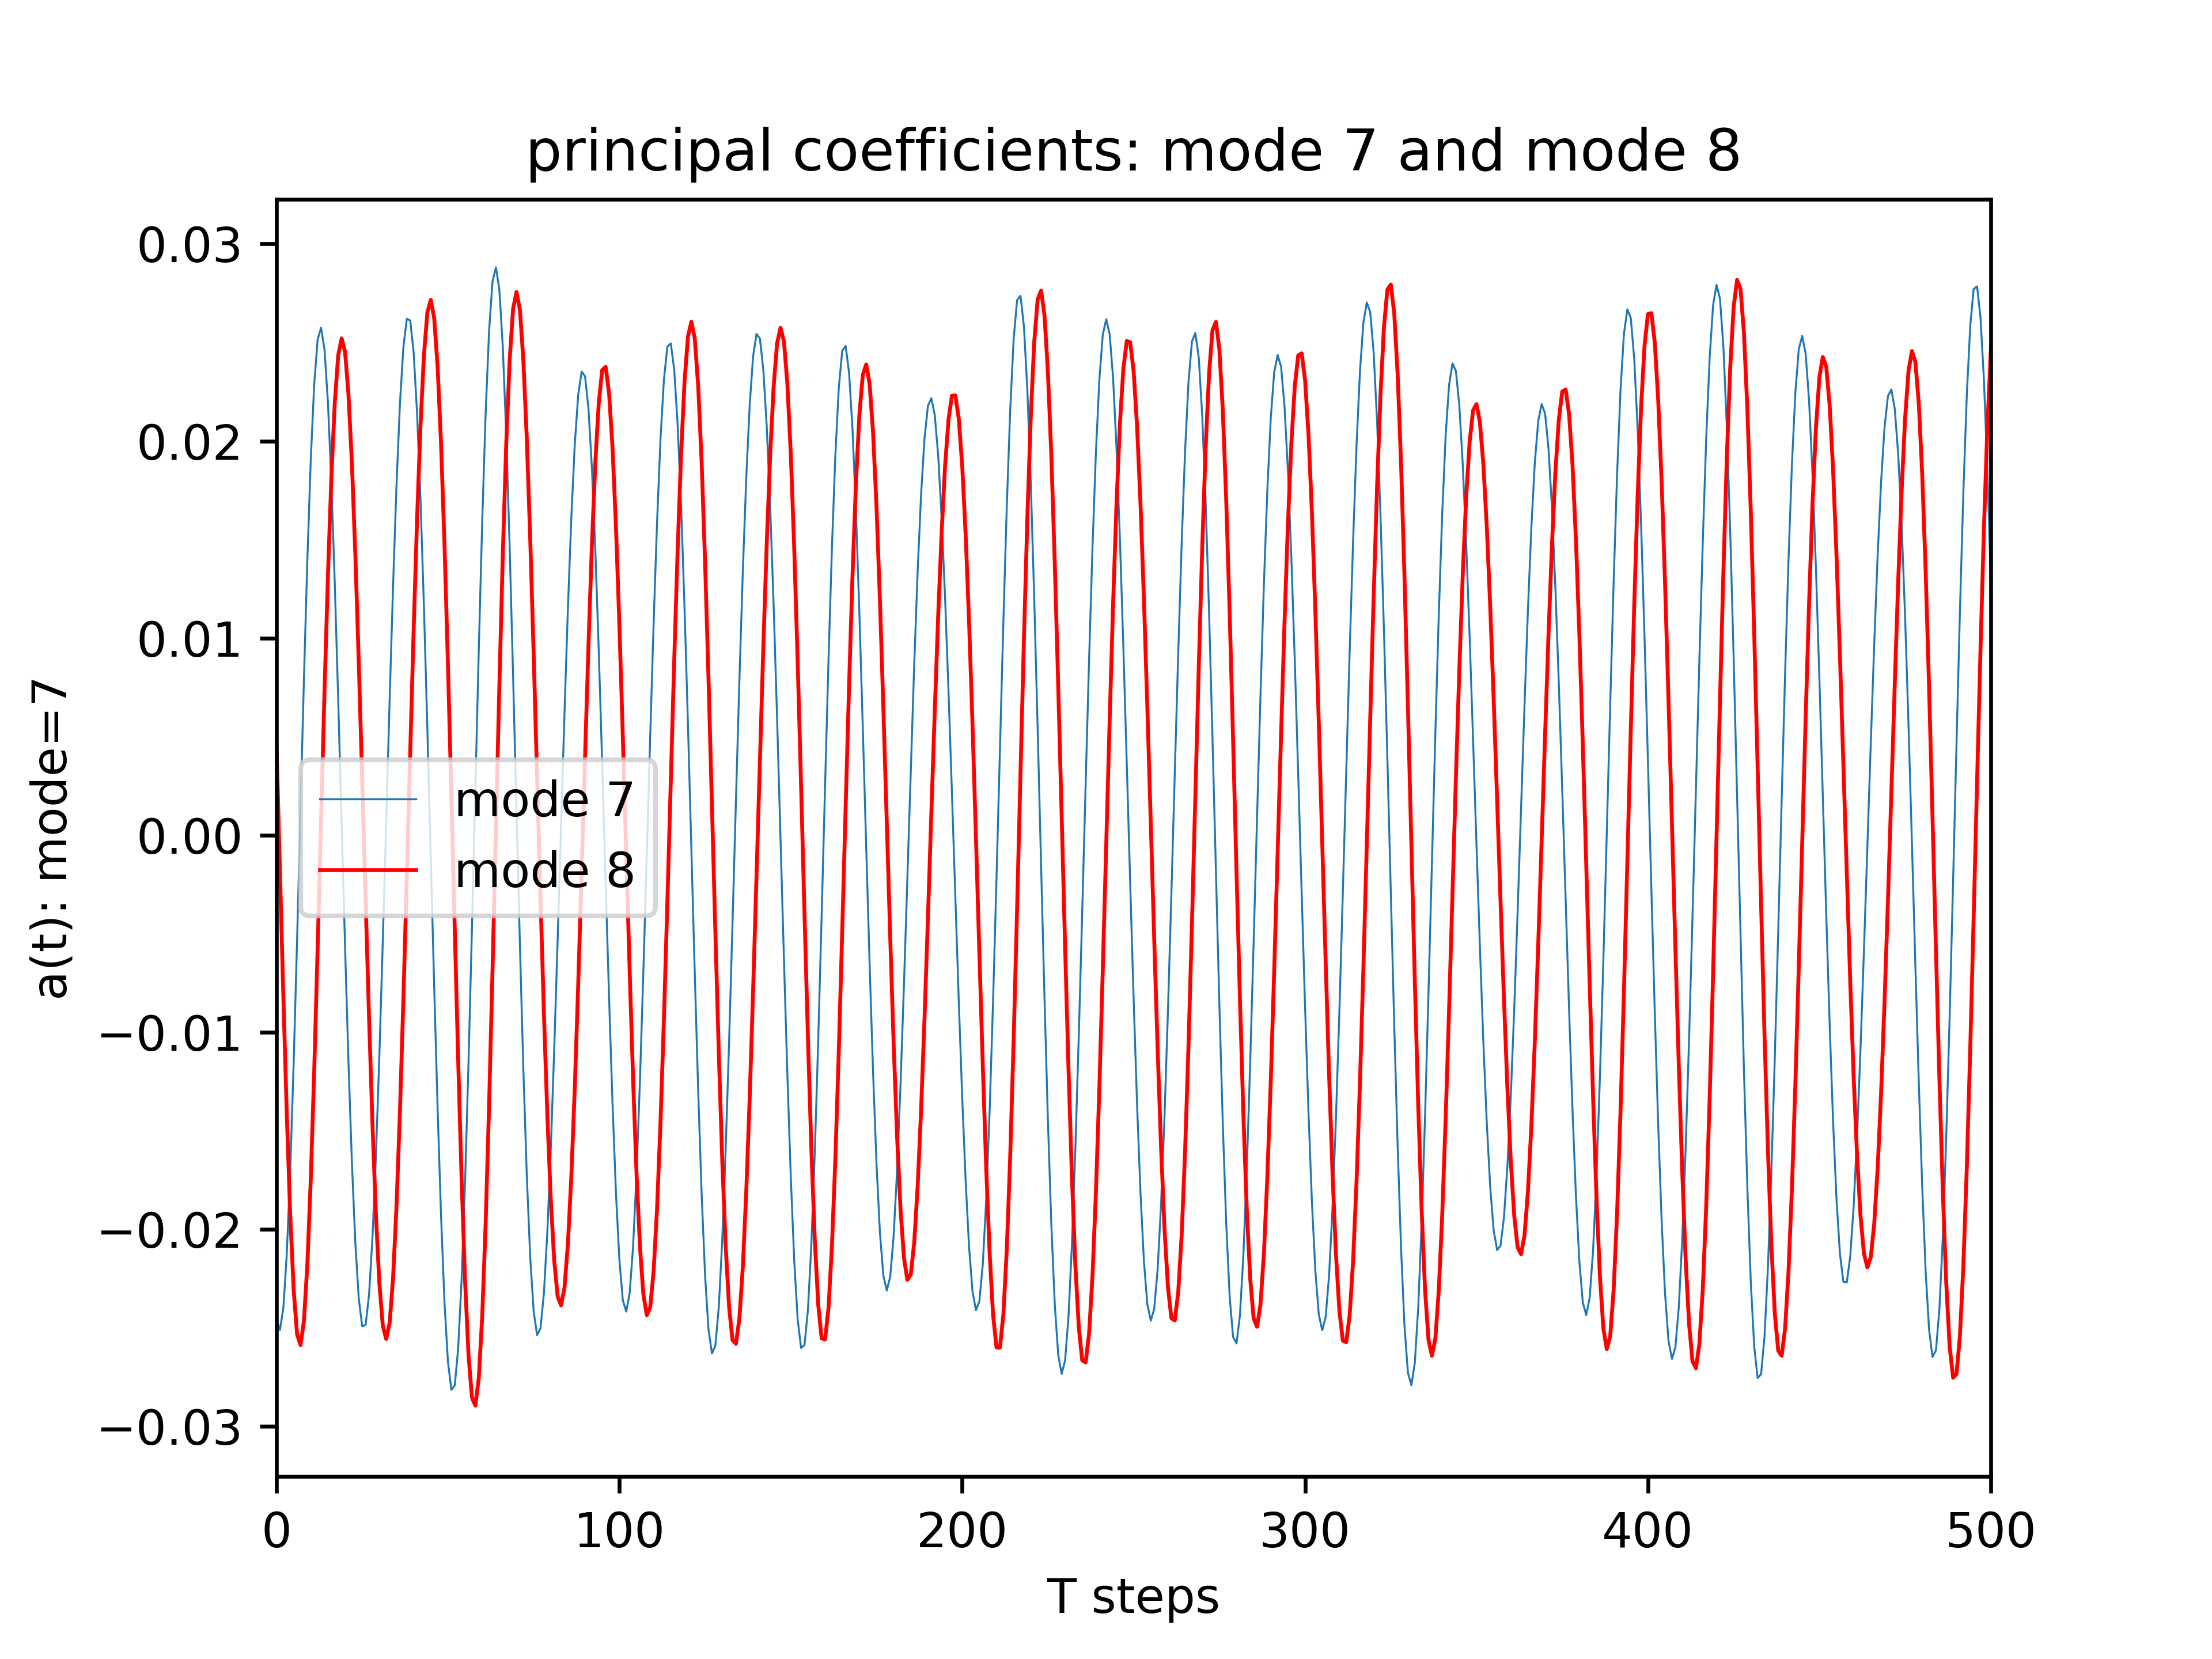 principal coefficients: mode 7 and mode 8
0.03
0.02
0.01
0.00
−0.01
−0.02
−0.03
a(t): mode=7
mode 7
mode 8
0 100 200 300 400 500
T steps